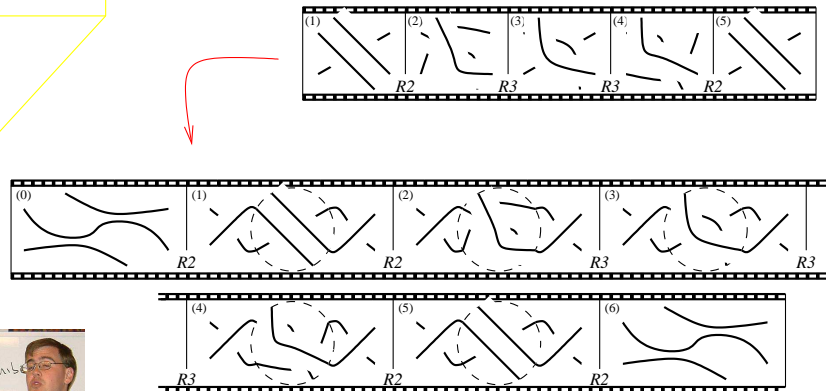 (1) (2) (3) (4) (5)
R2 R3 R3 R2
(0) (1) (2) (3)
R2 R2 R3 R3
(4) (5) (6)
R3 R2 R2